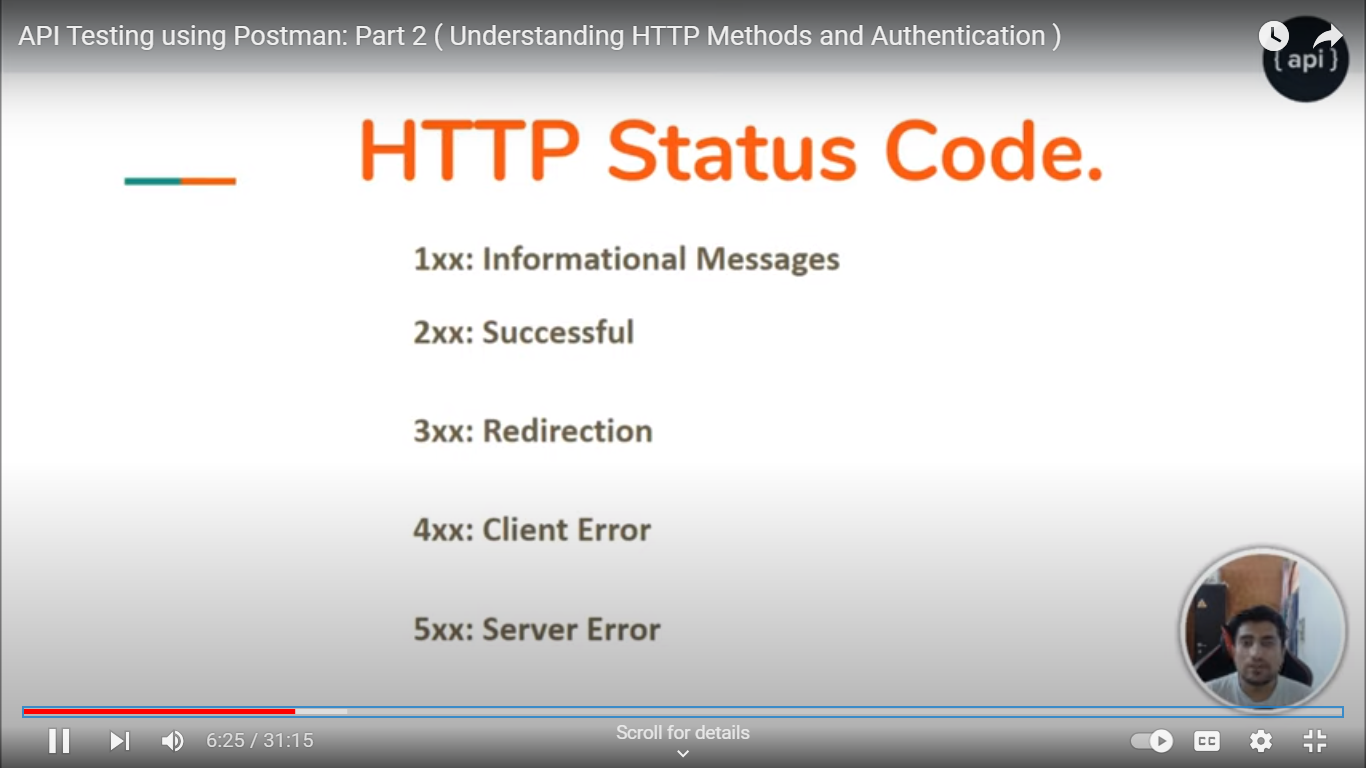 API Testing using Postman: Part 2 ( Understanding HTTP Methods and Authentication )
{ api }
HTTP Status Code.
1xx: Informational Messages
2xx: Successful
3xx: Redirection
4xx: Client Error
5xx: Server Error
6:25 / 31:15
Scroll for details
CC